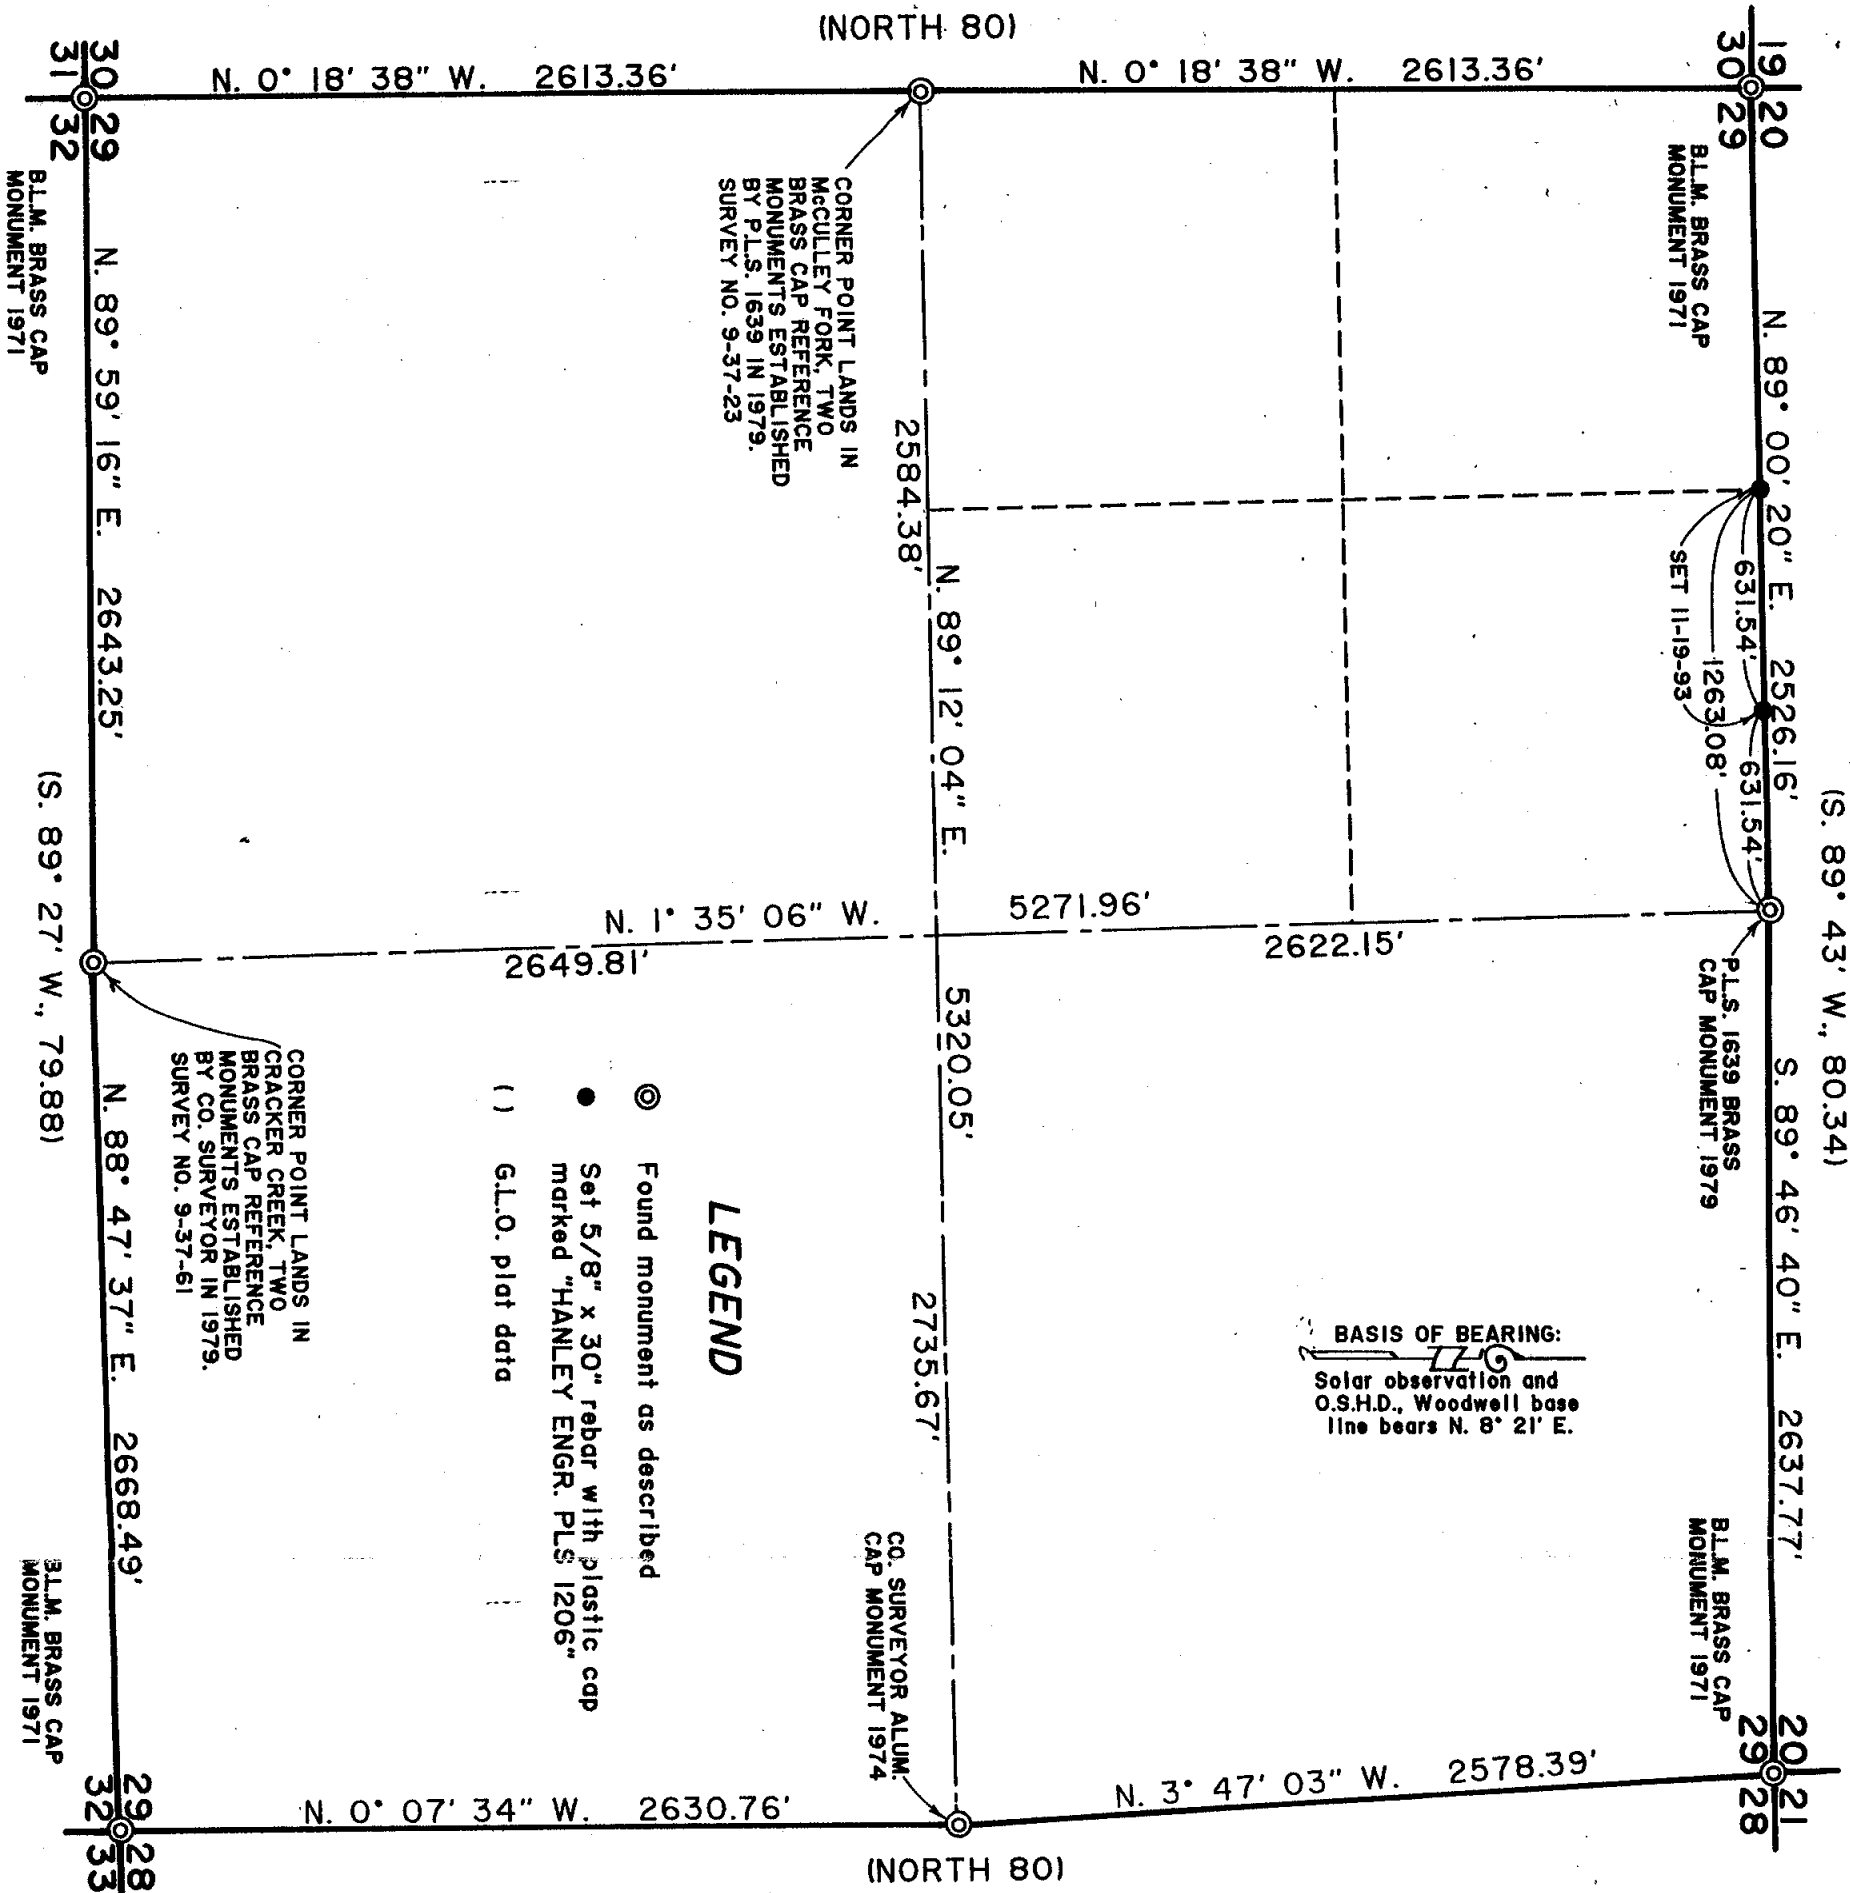 (NORTH 80)
N. 0° 18' 38" W. 2613.36'
N. 0° 18' 38" W. 2613.36'
19 20
30 29
B.L.M. BRASS CAP
MONUMENT 1971
N. 89° 00' 20" E. 2526.16'
631.54'
631.54'
1263.08'
SET 11-19-93
(S. 89° 43' W., 80.34)
P.L.S. 1639 BRASS
CAP MONUMENT 1979
S. 89° 46' 40" E. 2637.77'
B.L.M. BRASS CAP
MONUMENT 1971
20 21
29 28
CORNER POINT LANDS IN
McCULLEY FORK, TWO
BRASS CAP REFERENCE
MONUMENTS ESTABLISHED
BY P.L.S. 1639 IN 1979.
SURVEY NO. 9-37-23
2584.38'
N. 89° 12' 04" E.
5320.05'
2735.67'
N. 1° 35' 06" W.
5271.96'
2649.81'
2622.15'
BASIS OF BEARING:
Solar observation and
O.S.H.D., Woodwell base
line bears N. 8° 21' E.
CO. SURVEYOR ALUM.
CAP MONUMENT 1974
LEGEND
Found monument as described
Set 5/8" x 30" rebar with plastic cap
marked "HANLEY ENGR. PLS 1206"
( ) G.L.O. plat data
30 29
31 32
B.L.M. BRASS CAP
MONUMENT 1971
N. 89° 59' 16" E. 2643.25'
(S. 89° 27' W., 79.88)
CORNER POINT LANDS IN
CRACKER CREEK, TWO
BRASS CAP REFERENCE
MONUMENTS ESTABLISHED
BY CO. SURVEYOR IN 1979.
SURVEY NO. 9-37-61
N. 88° 47' 37" E. 2668.49'
B.L.M. BRASS CAP
MONUMENT 1971
29 28
32 33
N. 0° 07' 34" W. 2630.76'
N. 3° 47' 03" W. 2578.39'
(NORTH 80)